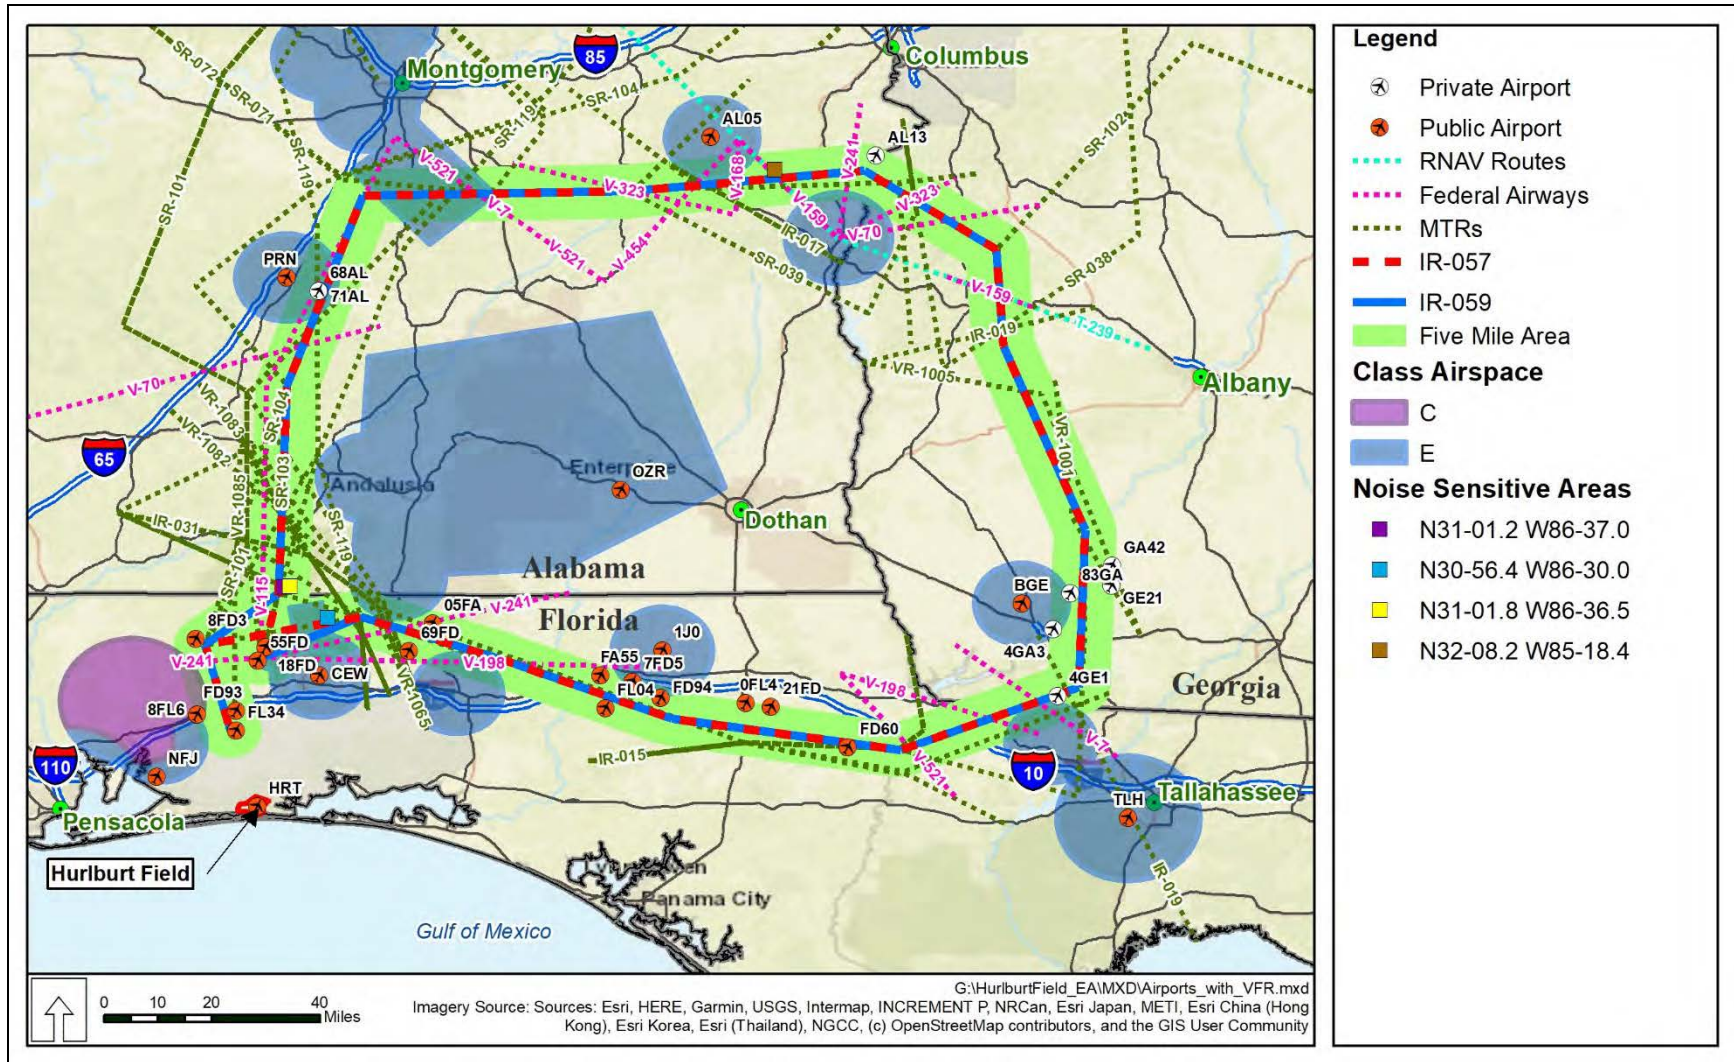 Montgomery
85
Columbus
SR-072
SR-071
SR-104
SR-119
AL05
AL13
SR-102
SR-119
V-521
V-168
V-241
SR-101
V-323
V-323
V-7
V-159
V-70
PRN
68AL
71AL
V-521
V-454
IR-017
SR-039
SR-038
V-159
T-239
IR-019
V-70
VR-1005
Albany
VR-1083
SR-104
VR-1082
65
SR-103
VR-1085
Andalusia
Enterprise
OZR
VR-1001
Dothan
IR-031
SR-119
SR-101
Alabama
GA42
83GA
BGE
GE21
V-115
05FA
V-241
Florida
8FD3
55FD
69FD
1J0
4GA3
V-241
18FD
CEW
V-198
FA55
7FD5
FD93
VR-1065
FL04
FD94
0FL4
21FD
V-198
4GE1
Georgia
8FL6
FL34
FD60
V-7
NFJ
IR-015
V-521
110
10
HRT
TLH
Tallahassee
Pensacola
Hurlburt Field
IR-019
Panama City
Gulf of Mexico
0 10 20 40
Miles
G:\HurlburtField_EA\MXD\Airports_with_VFR.mxd
Imagery Source: Sources: Esri, HERE, Garmin, USGS, Intermap, INCREMENT P, NRCan, Esri Japan, METI, Esri China (Hong
Kong), Esri Korea, Esri (Thailand), NGCC, (c) OpenStreetMap contributors, and the GIS User Community
Legend
Private Airport
Public Airport
RNAV Routes
Federal Airways
MTRs
IR-057
IR-059
Five Mile Area
Class Airspace
C
E
Noise Sensitive Areas
N31-01.2 W86-37.0
N30-56.4 W86-30.0
N31-01.8 W86-36.5
N32-08.2 W85-18.4